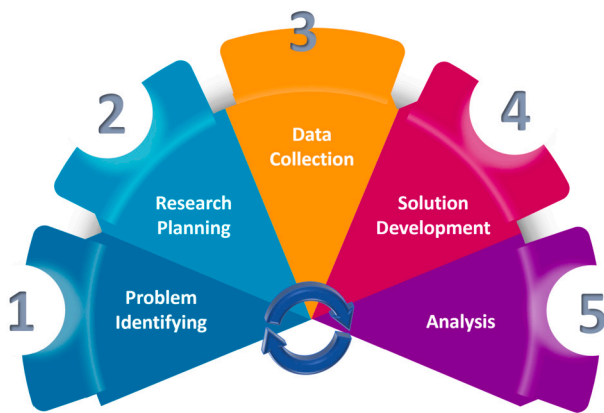 1
Problem
Identifying
2
Research
Planning
3
Data
Collection
4
Solution
Development
5
Analysis